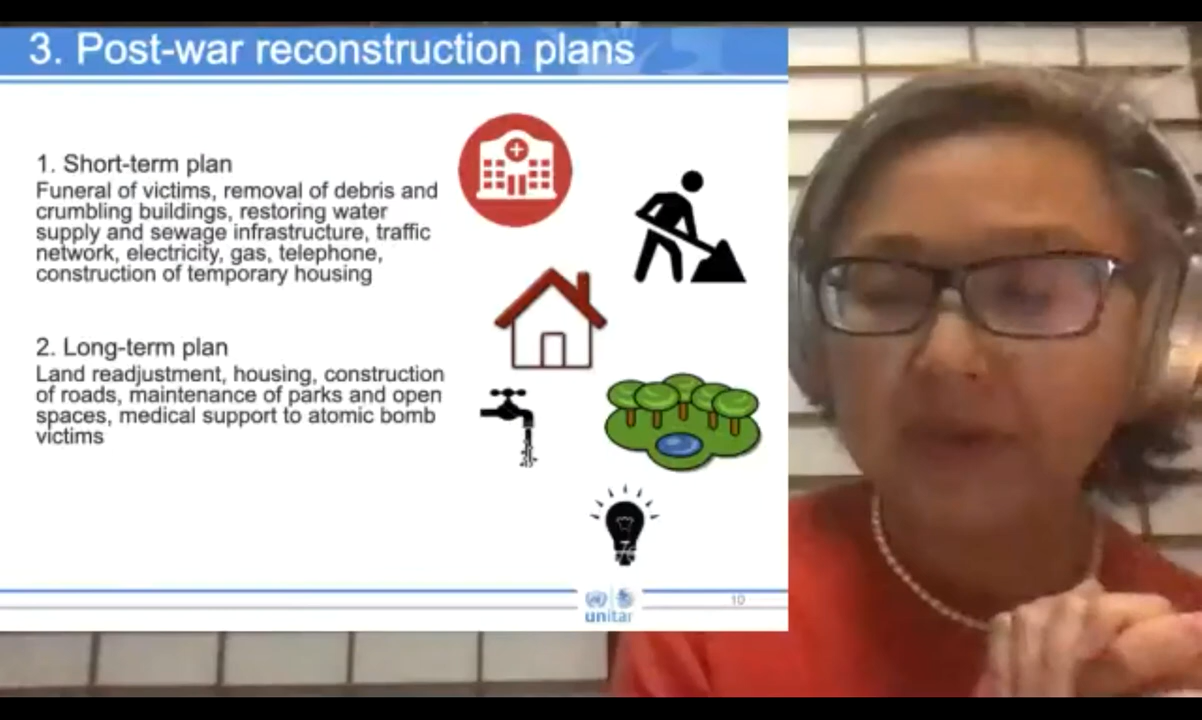 3. Post-war reconstruction plans
1. Short-term plan
Funeral of victims, removal of debris and
crumbling buildings, restoring water
supply and sewage infrastructure, traffic
network, electricity, gas, telephone,
construction of temporary housing
2. Long-term plan
Land readjustment, housing, construction
of roads, maintenance of parks and open
spaces, medical support to atomic bomb
victims
unitar
10